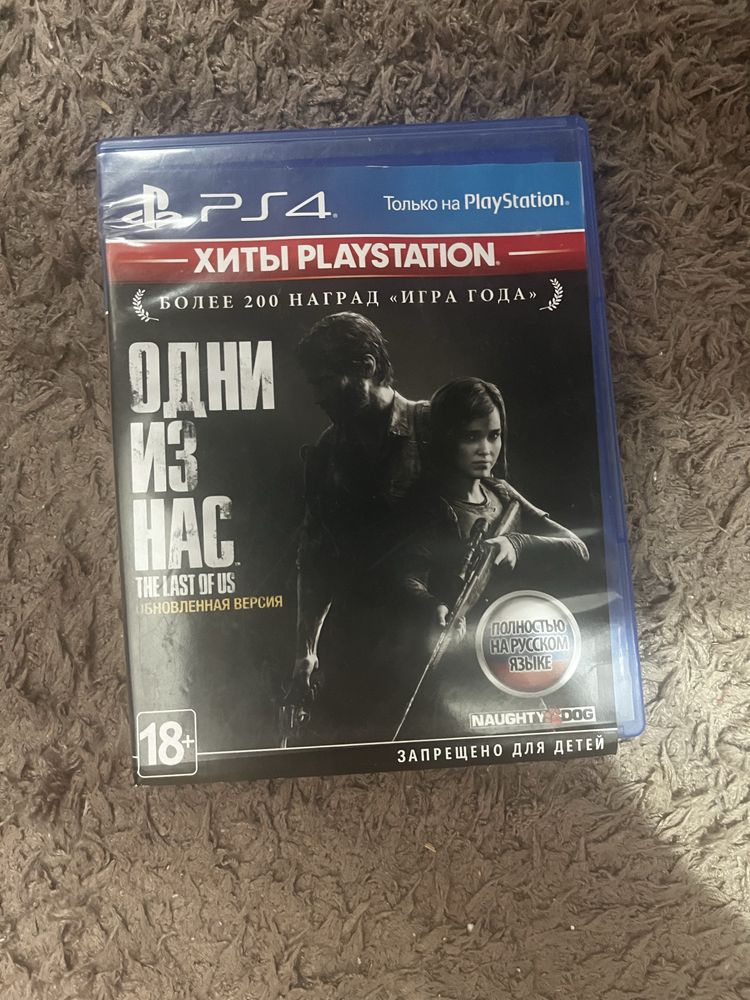 PS4
Только на PlayStation
ХИТЫ PLAYSTATION
БОЛЕЕ 200 НАГРАД «ИГРА ГОДА»
ОДНИ
ИЗ
НАС
THE LAST OF US
ОБНОВЛЕННАЯ ВЕРСИЯ
ПОЛНОСТЬЮ
НА РУССКОМ
ЯЗЫКЕ
NAUGHTY DOG
18+
ЗАПРЕЩЕНО ДЛЯ ДЕТЕЙ